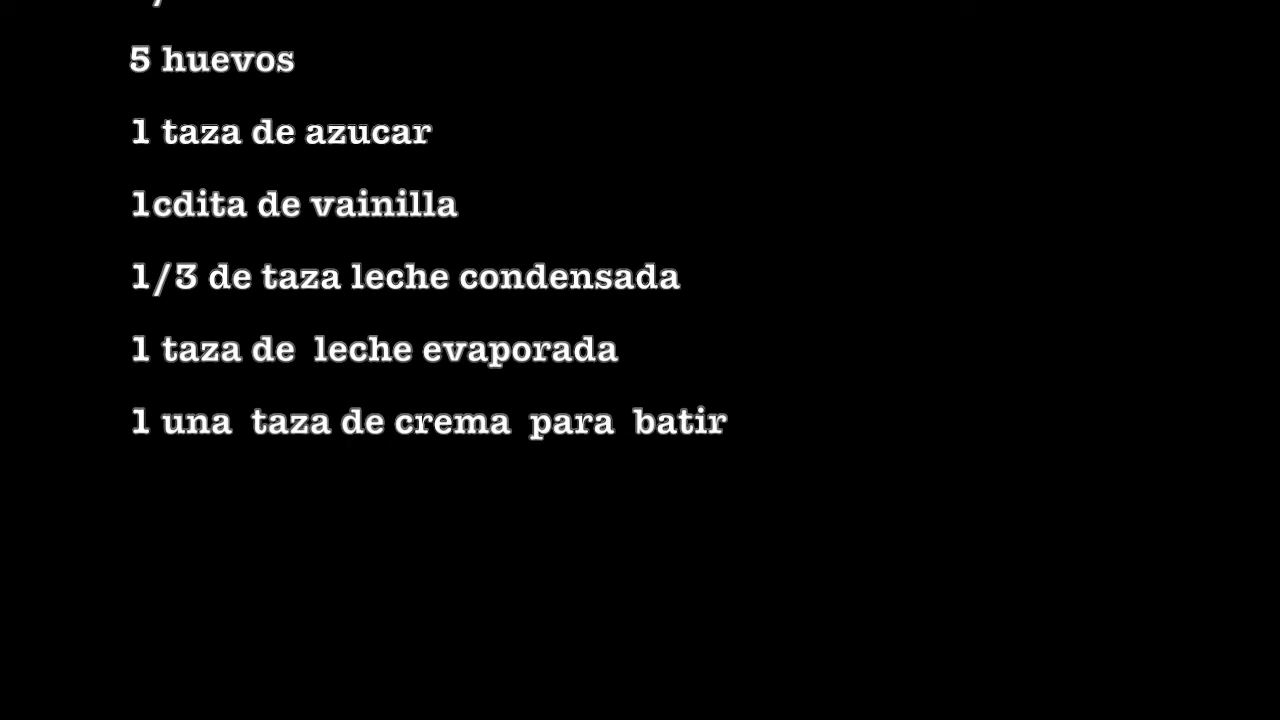 5 huevos
1 taza de azucar
1cdita de vainilla
1/3 de taza leche condensada
1 taza de  leche evaporada
1 una  taza de crema  para  batir